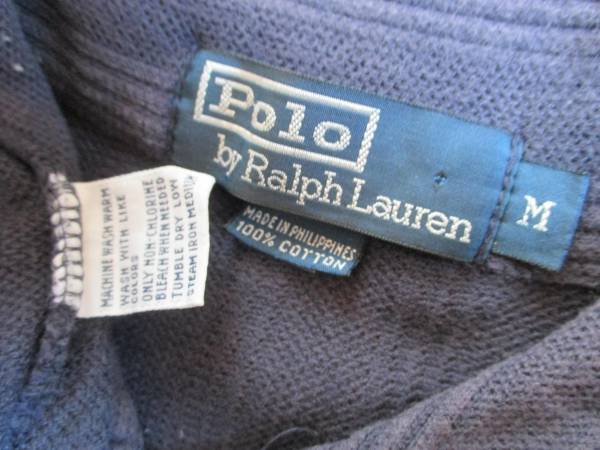 Polo
by Ralph Lauren
M
MADE IN PHILIPPINES
100% COTTON
MACHINE WASH WARM
WASH WITH LIKE
COLORS
ONLY NON-CHLORINE
BLEACH WHEN NEEDED
TUMBLE DRY LOW
STEAM IRON MEDIUM